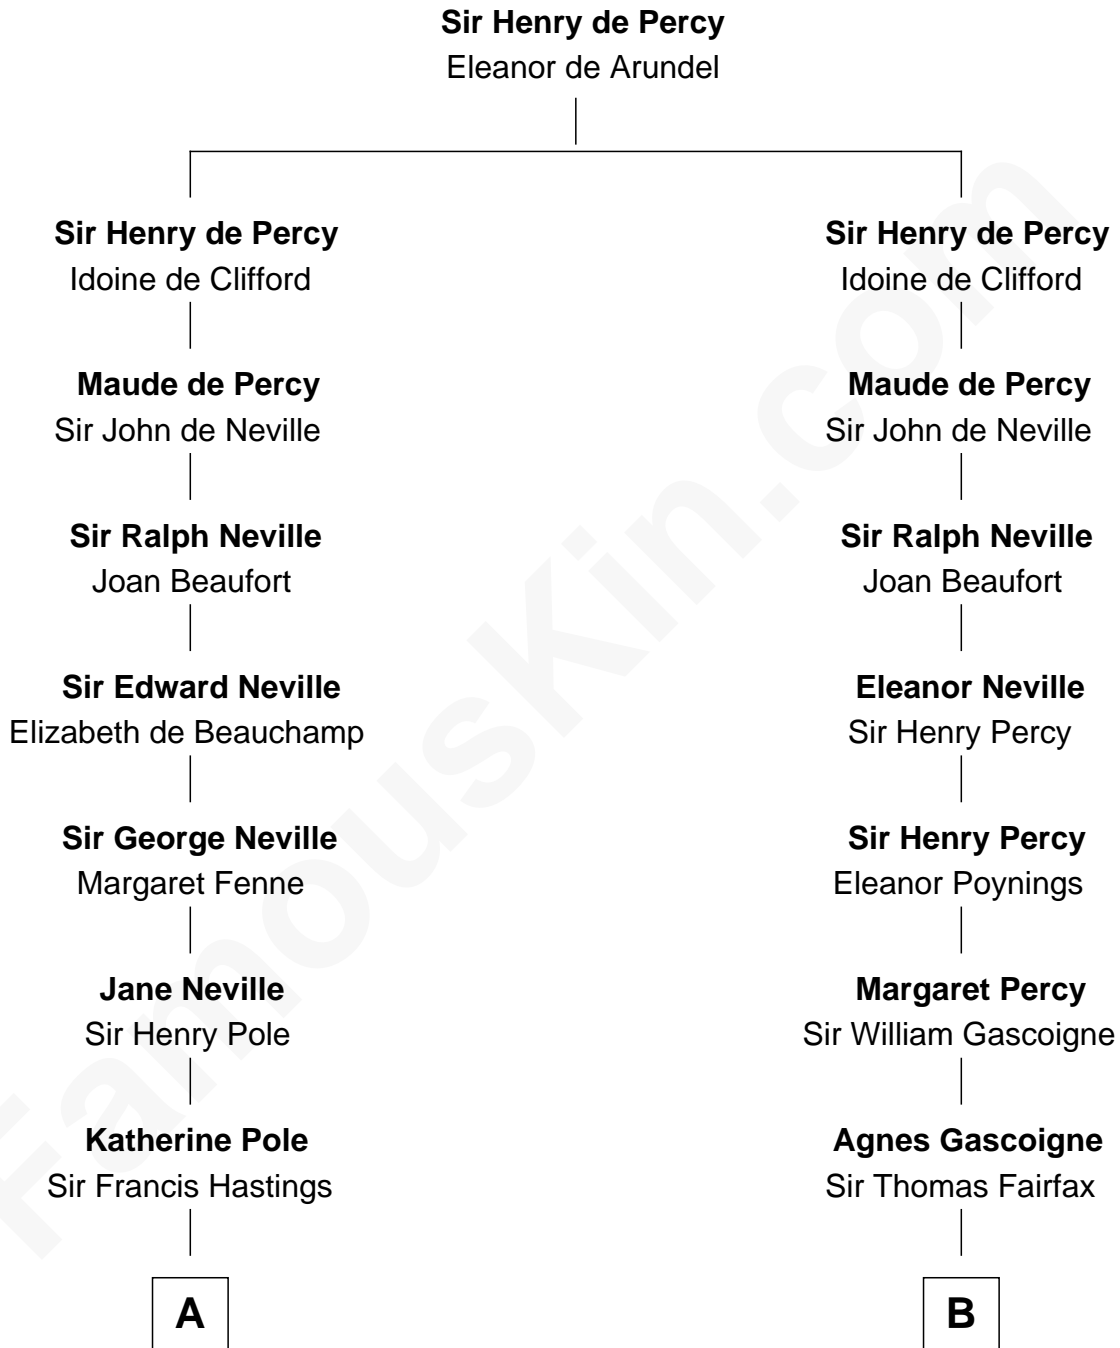 Sir Henry de Percy
Eleanor de Arundel
Sir Henry de Percy
Idoine de Clifford
Maude de Percy
Sir John de Neville
Sir Ralph Neville
Joan Beaufort
Sir Edward Neville
Elizabeth de Beauchamp
Sir George Neville
Margaret Fenne
Jane Neville
Sir Henry Pole
Katherine Pole
Sir Francis Hastings
A
Sir Henry de Percy
Idoine de Clifford
Maude de Percy
Sir John de Neville
Sir Ralph Neville
Joan Beaufort
Eleanor Neville
Sir Henry Percy
Sir Henry Percy
Eleanor Poynings
Margaret Percy
Sir William Gascoigne
Agnes Gascoigne
Sir Thomas Fairfax
B
FamousKin.com